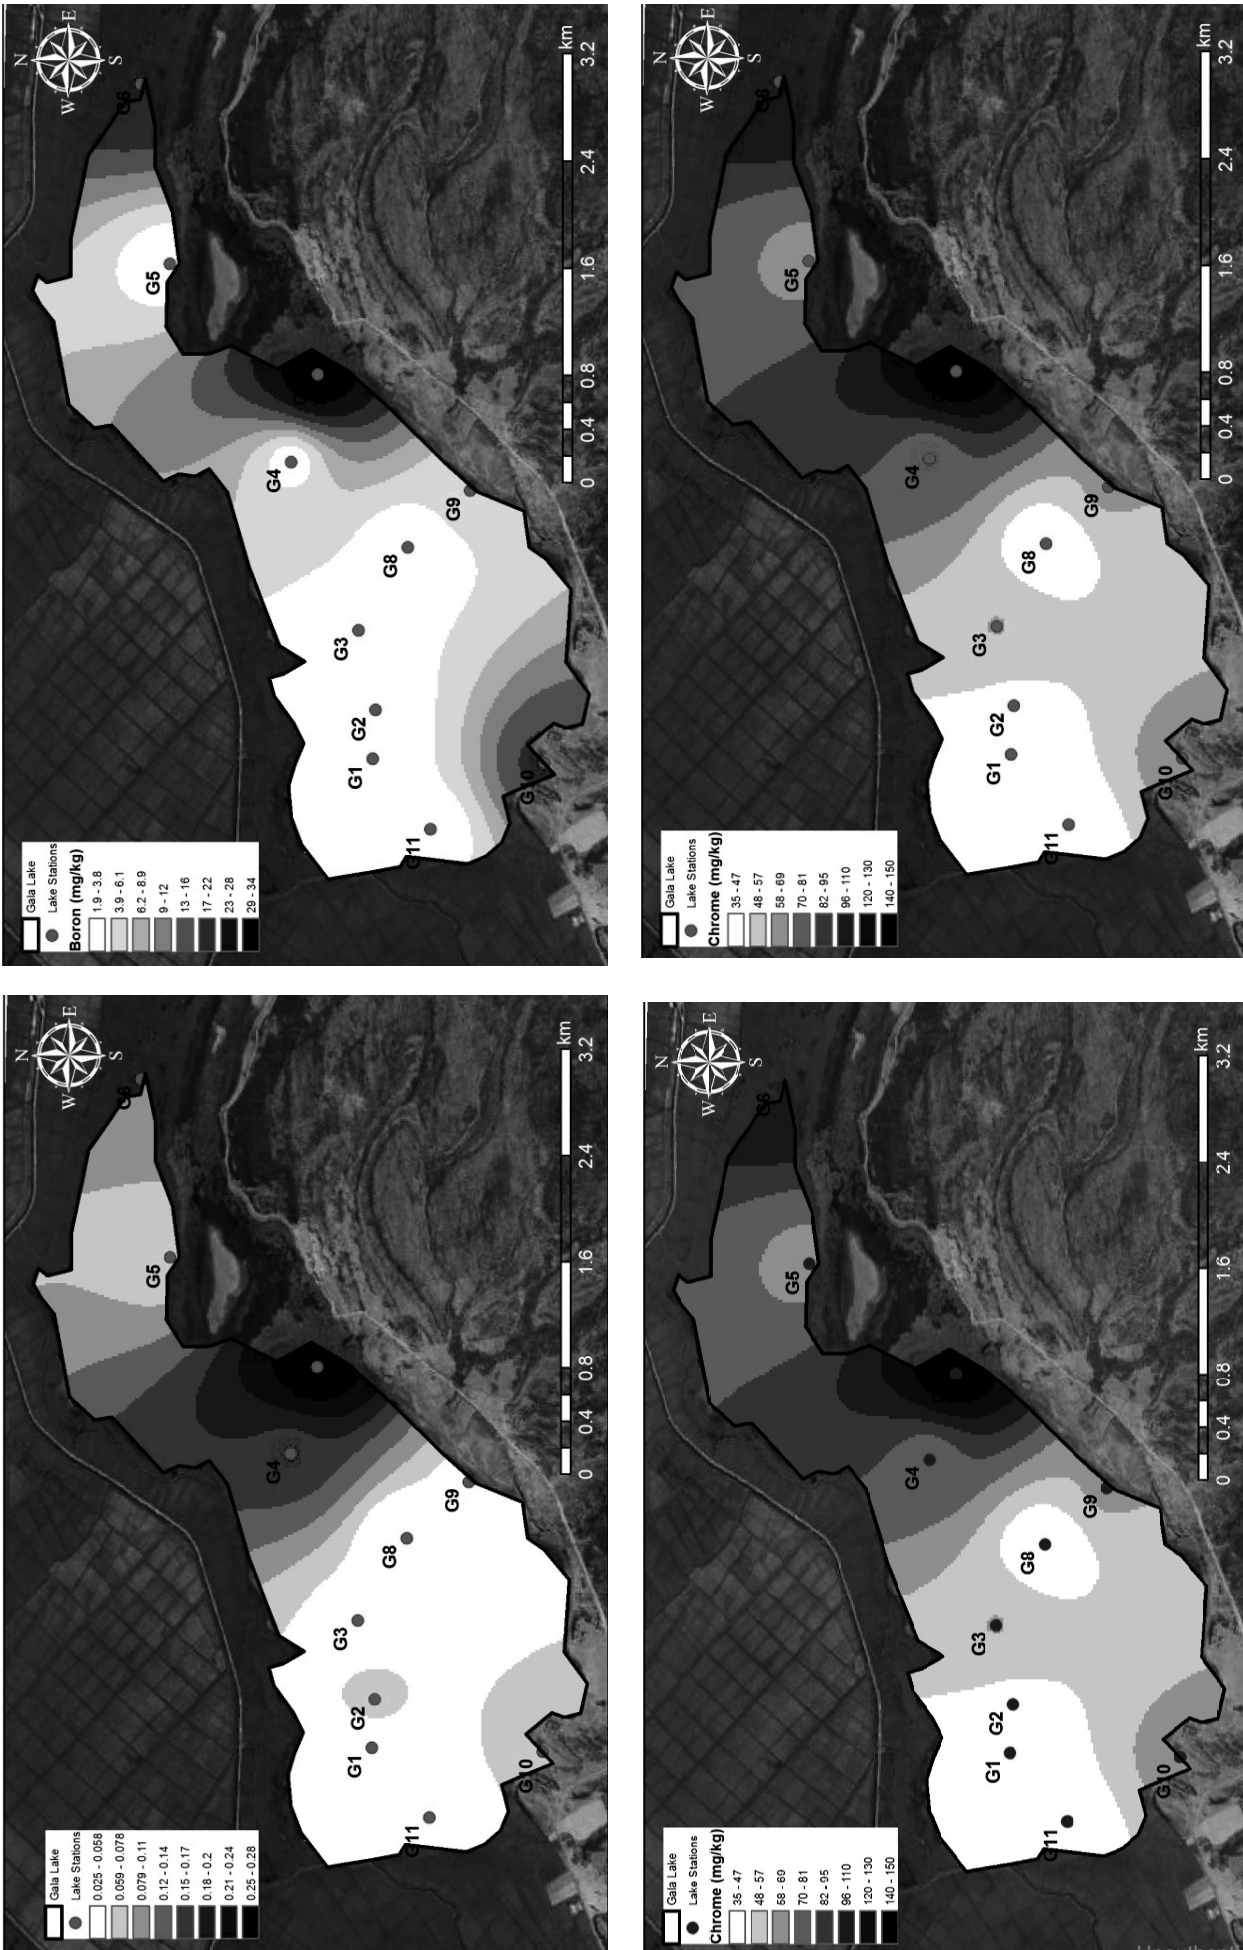 N
E
S
W
G6
G5
G4
G9
G8
G3
G2
G1
G10
G11
km
3.2
2.4
1.6
0.8
0.4
0
Gala Lake
Lake Stations
Boron (mg/kg)
1.9 - 3.8
3.9 - 6.1
6.2 - 8.9
9 - 12
13 - 16
17 - 22
23 - 28
29 - 34
N
E
S
W
G6
G5
G4
G9
G8
G3
G2
G1
G10
G11
km
3.2
2.4
1.6
0.8
0.4
0
Gala Lake
Lake Stations
Chrome (mg/kg)
35 - 47
48 - 57
58 - 69
70 - 81
82 - 95
96 - 110
120 - 130
140 - 150
N
E
S
W
G6
G5
G4
G9
G8
G3
G2
G1
G10
G11
km
3.2
2.4
1.6
0.8
0.4
0
Gala Lake
Lake Stations
0.025 - 0.058
0.059 - 0.078
0.079 - 0.11
0.12 - 0.14
0.15 - 0.17
0.18 - 0.2
0.21 - 0.24
0.25 - 0.28
N
E
S
W
G6
G5
G4
G9
G8
G3
G2
G1
G10
G11
km
3.2
2.4
1.6
0.8
0.4
0
Gala Lake
Lake Stations
Chrome (mg/kg)
35 - 47
48 - 57
58 - 69
70 - 81
82 - 95
96 - 110
120 - 130
140 - 150